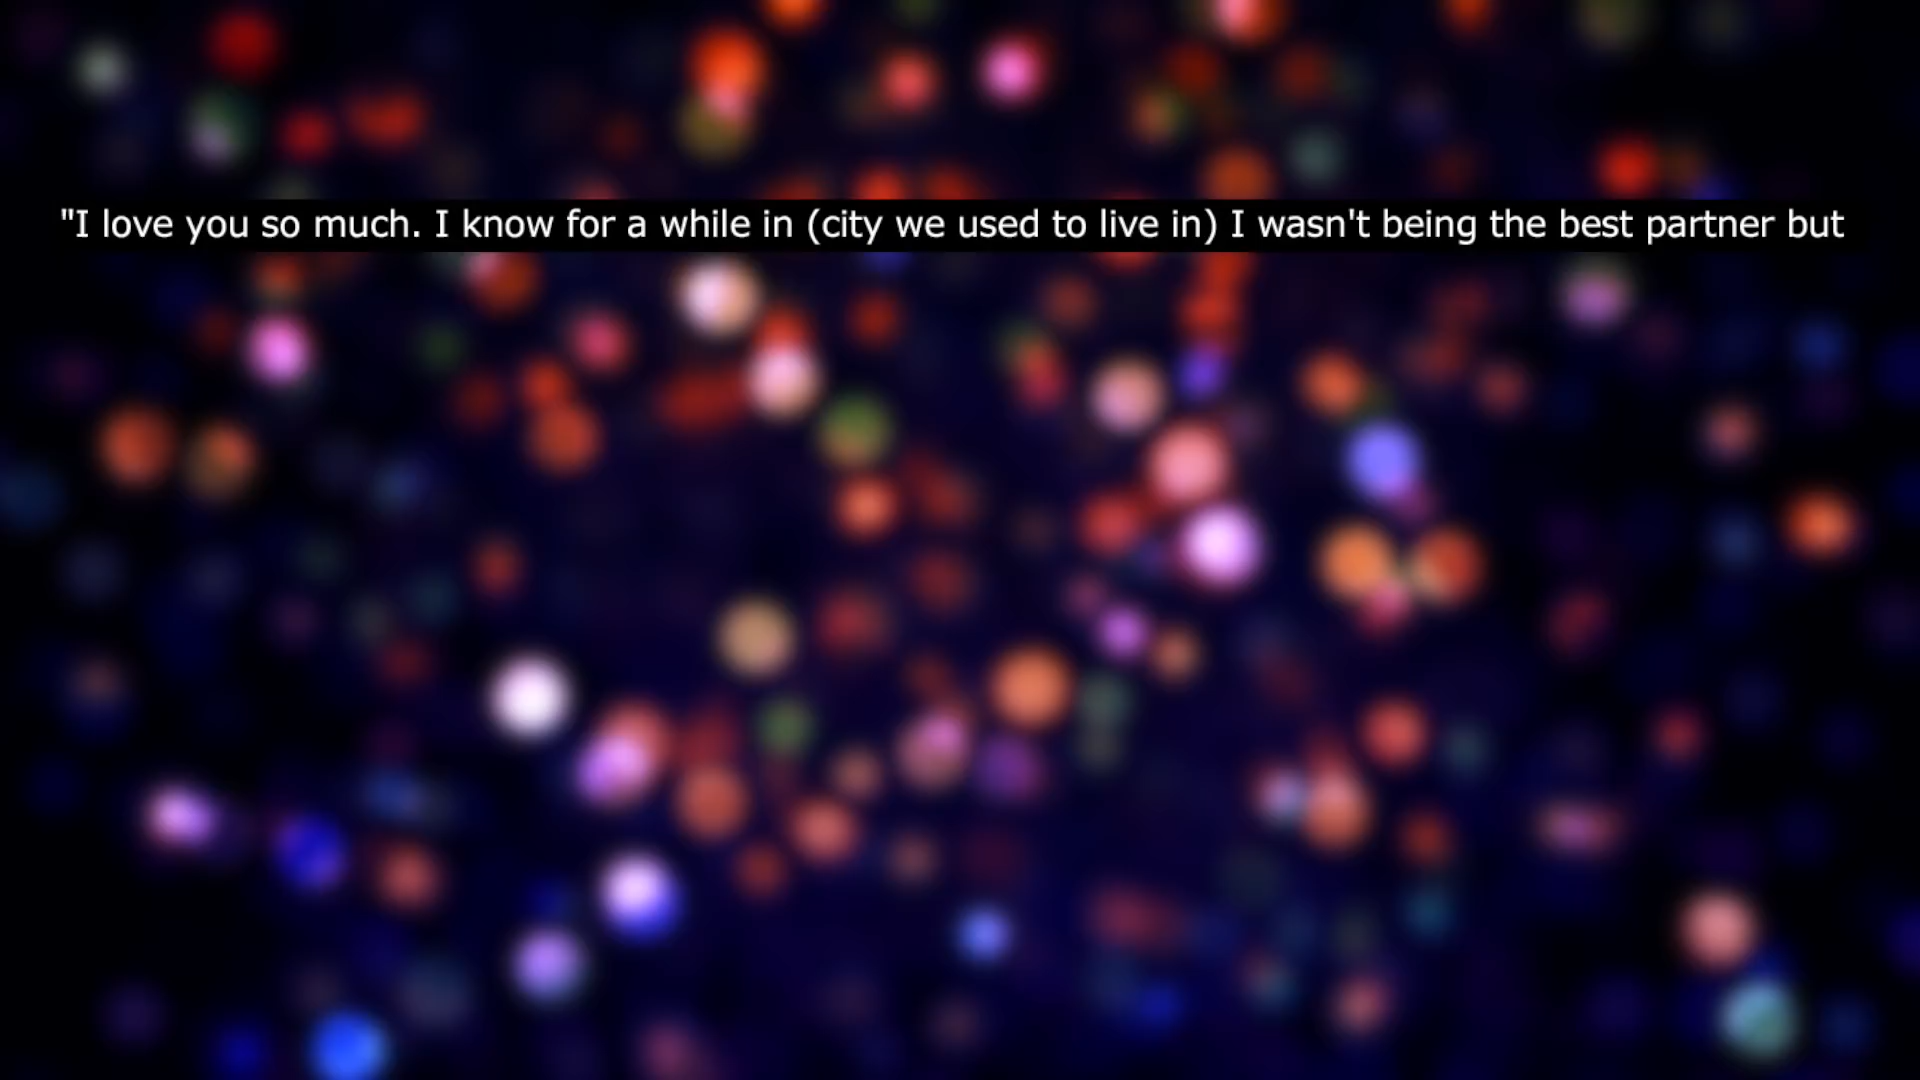 "I love you so much. I know for a while in (city we used to live in) I wasn't being the best partner but